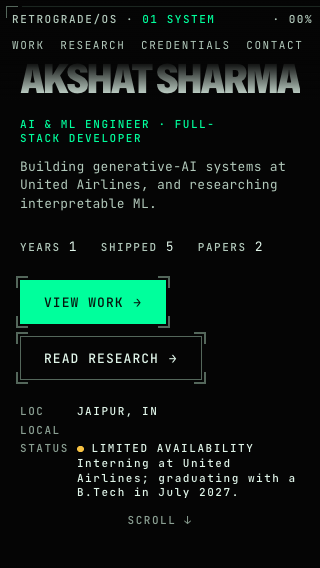 RETROGRADE/OS · 01 SYSTEM · 00%
WORK RESEARCH CREDENTIALS CONTACT
AKSHAT SHARMA
AI & ML ENGINEER · FULL-
STACK DEVELOPER
Building generative-AI systems at
United Airlines, and researching
interpretable ML.
YEARS 1 SHIPPED 5 PAPERS 2
VIEW WORK →
READ RESEARCH →
LOC JAIPUR, IN
LOCAL
STATUS LIMITED AVAILABILITY
Interning at United
Airlines; graduating with a
B.Tech in July 2027.
SCROLL ↓